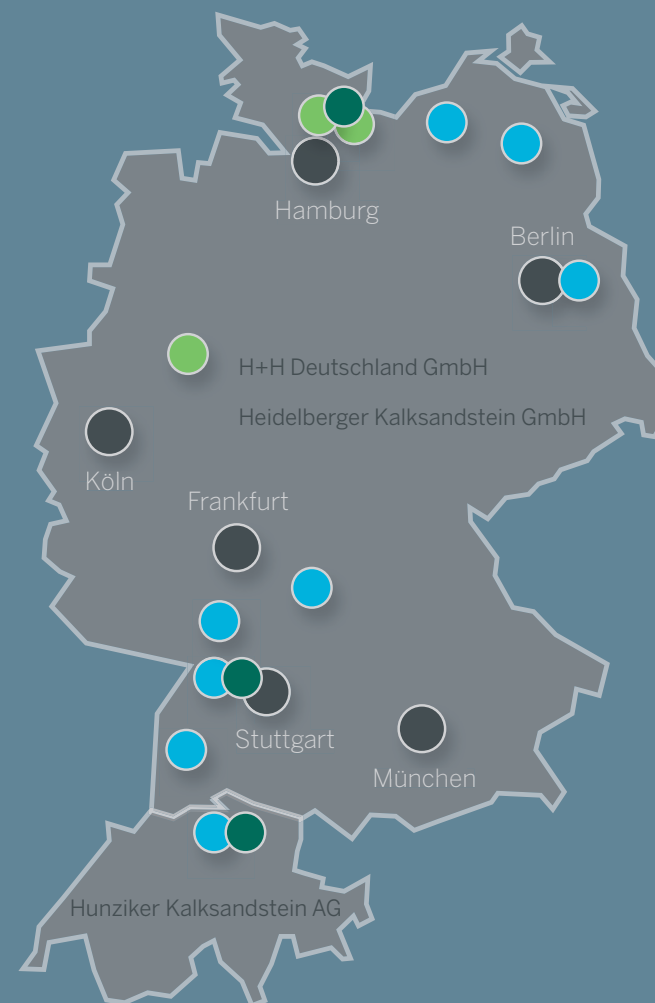 Hamburg
Berlin
H+H Deutschland GmbH
Heidelberger Kalksandstein GmbH
Köln
Frankfurt
Stuttgart
München
Hunziker Kalksandstein AG